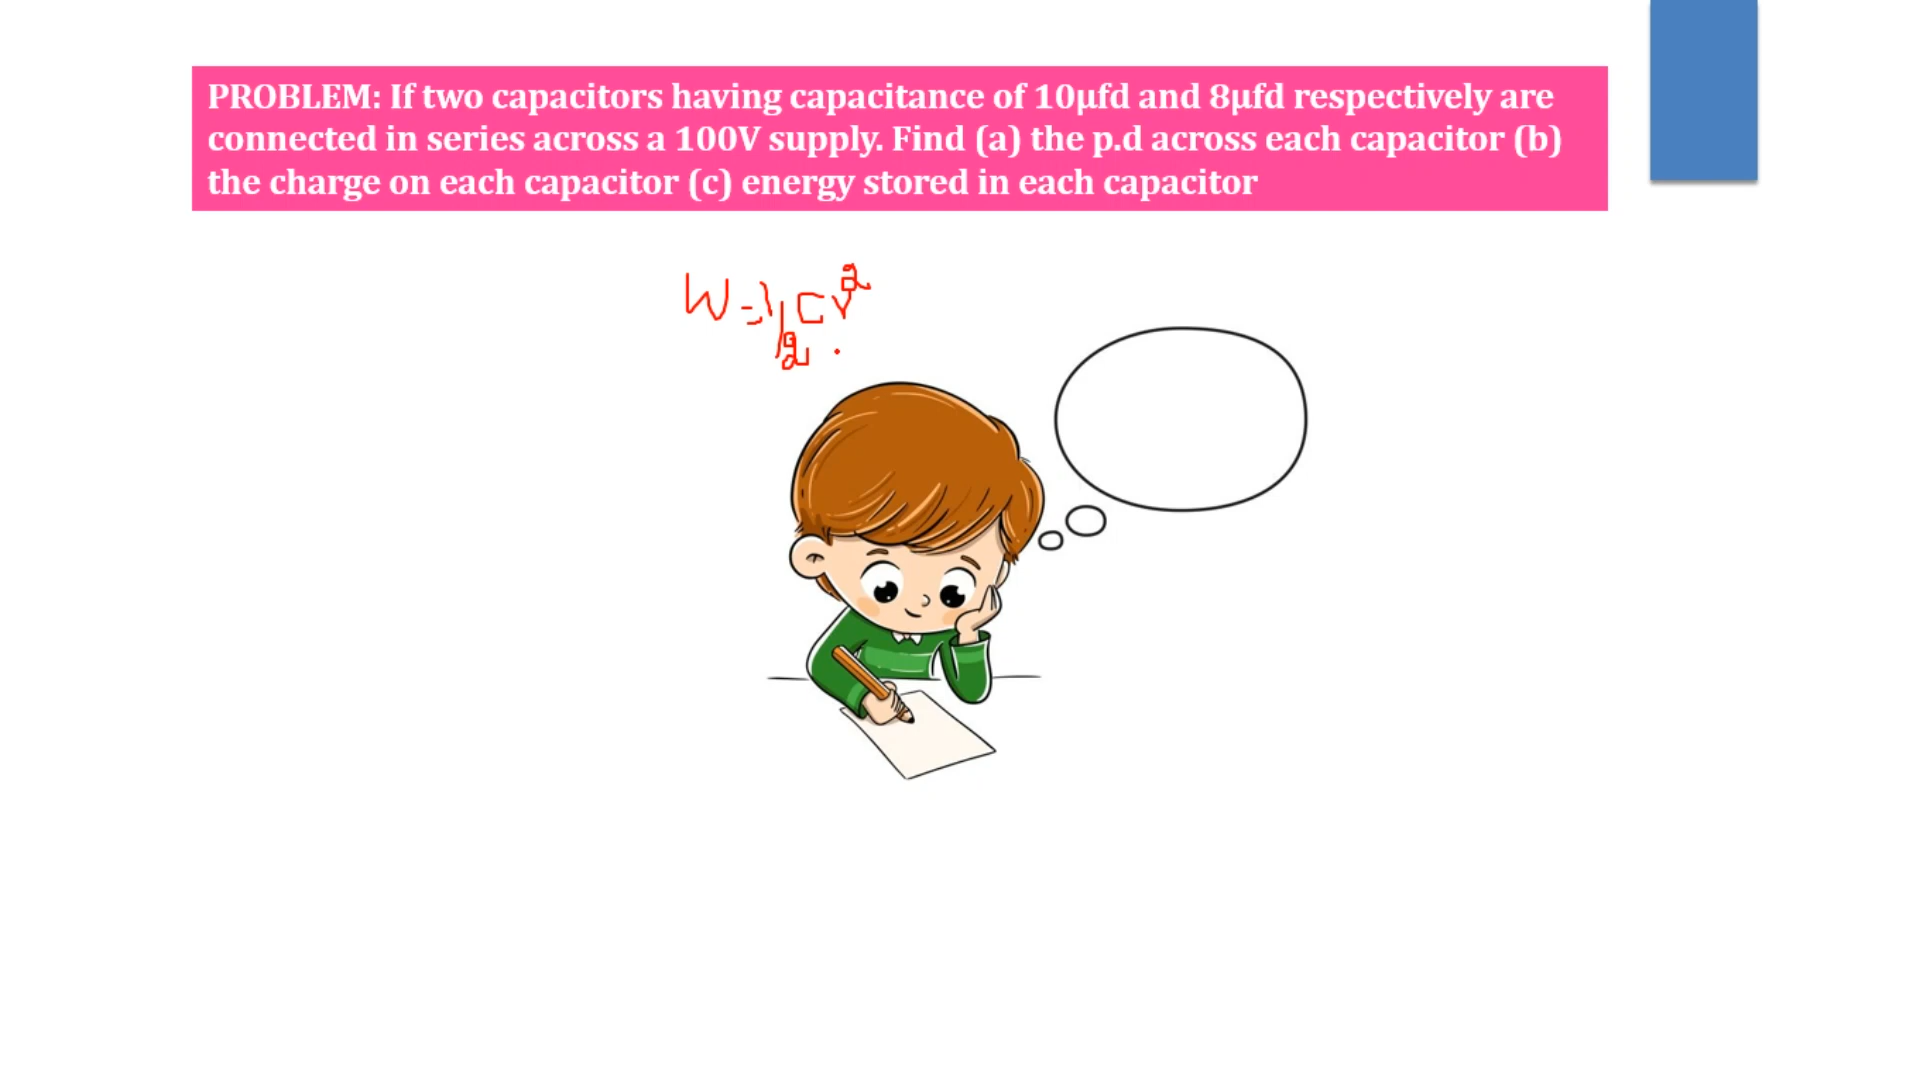 PROBLEM: If two capacitors having capacitance of 10µfd and 8µfd respectively are
connected in series across a 100V supply. Find (a) the p.d across each capacitor (b)
the charge on each capacitor (c) energy stored in each capacitor
W = 1/2 CV²